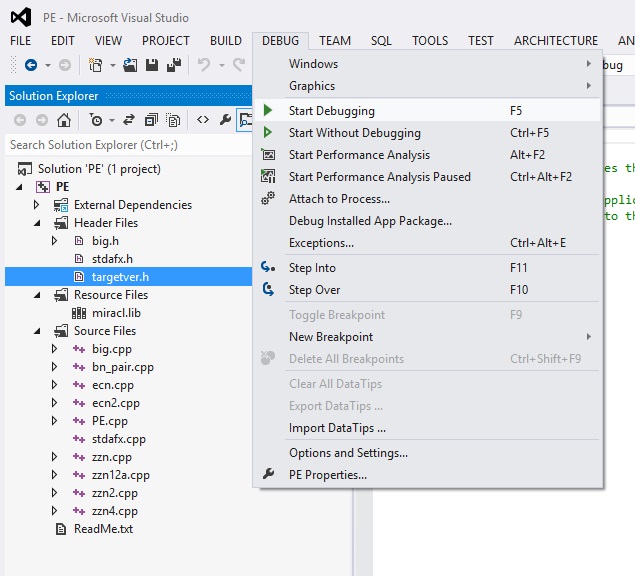 PE - Microsoft Visual Studio
FILE EDIT VIEW PROJECT BUILD DEBUG TEAM SQL TOOLS TEST ARCHITECTURE AN
bug
Solution Explorer
Search Solution Explorer (Ctrl+;)
Solution 'PE' (1 project)
PE
External Dependencies
Header Files
big.h
stdafx.h
targetver.h
Resource Files
miracl.lib
Source Files
big.cpp
bn_pair.cpp
ecn.cpp
ecn2.cpp
PE.cpp
stdafx.cpp
zzn.cpp
zzn12a.cpp
zzn2.cpp
zzn4.cpp
ReadMe.txt
Windows
Graphics
Start Debugging F5
Start Without Debugging Ctrl+F5
Start Performance Analysis Alt+F2
Start Performance Analysis Paused Ctrl+Alt+F2
Attach to Process...
Debug Installed App Package...
Exceptions... Ctrl+Alt+E
Step Into F11
Step Over F10
Toggle Breakpoint F9
New Breakpoint
Delete All Breakpoints Ctrl+Shift+F9
Clear All DataTips
Export DataTips ...
Import DataTips ...
Options and Settings...
PE Properties...
es th
pplic
to th